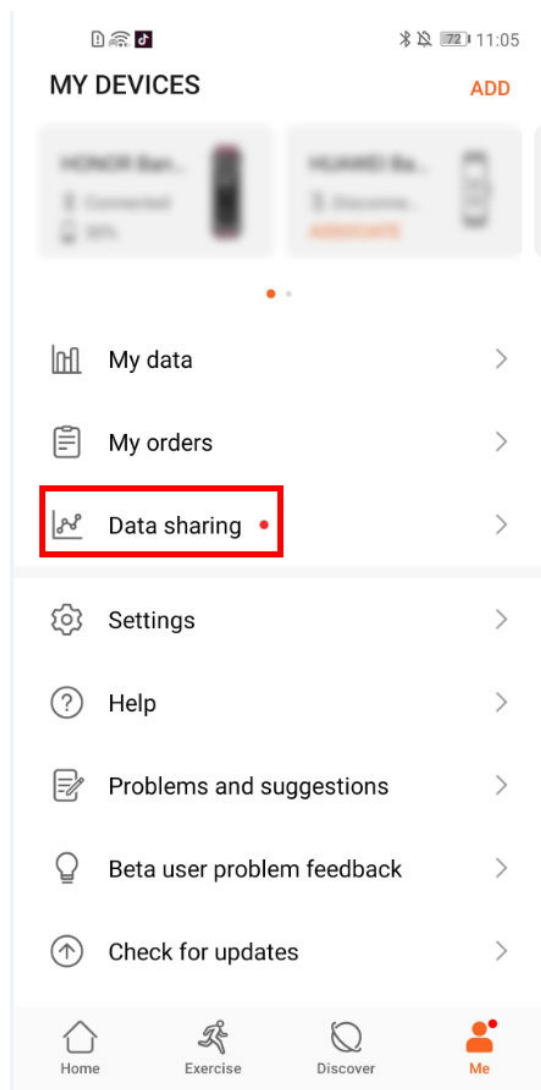 72 11:05
MY DEVICES
ADD
My data
My orders
Data sharing
Settings
Help
Problems and suggestions
Beta user problem feedback
Check for updates
Home Exercise Discover Me